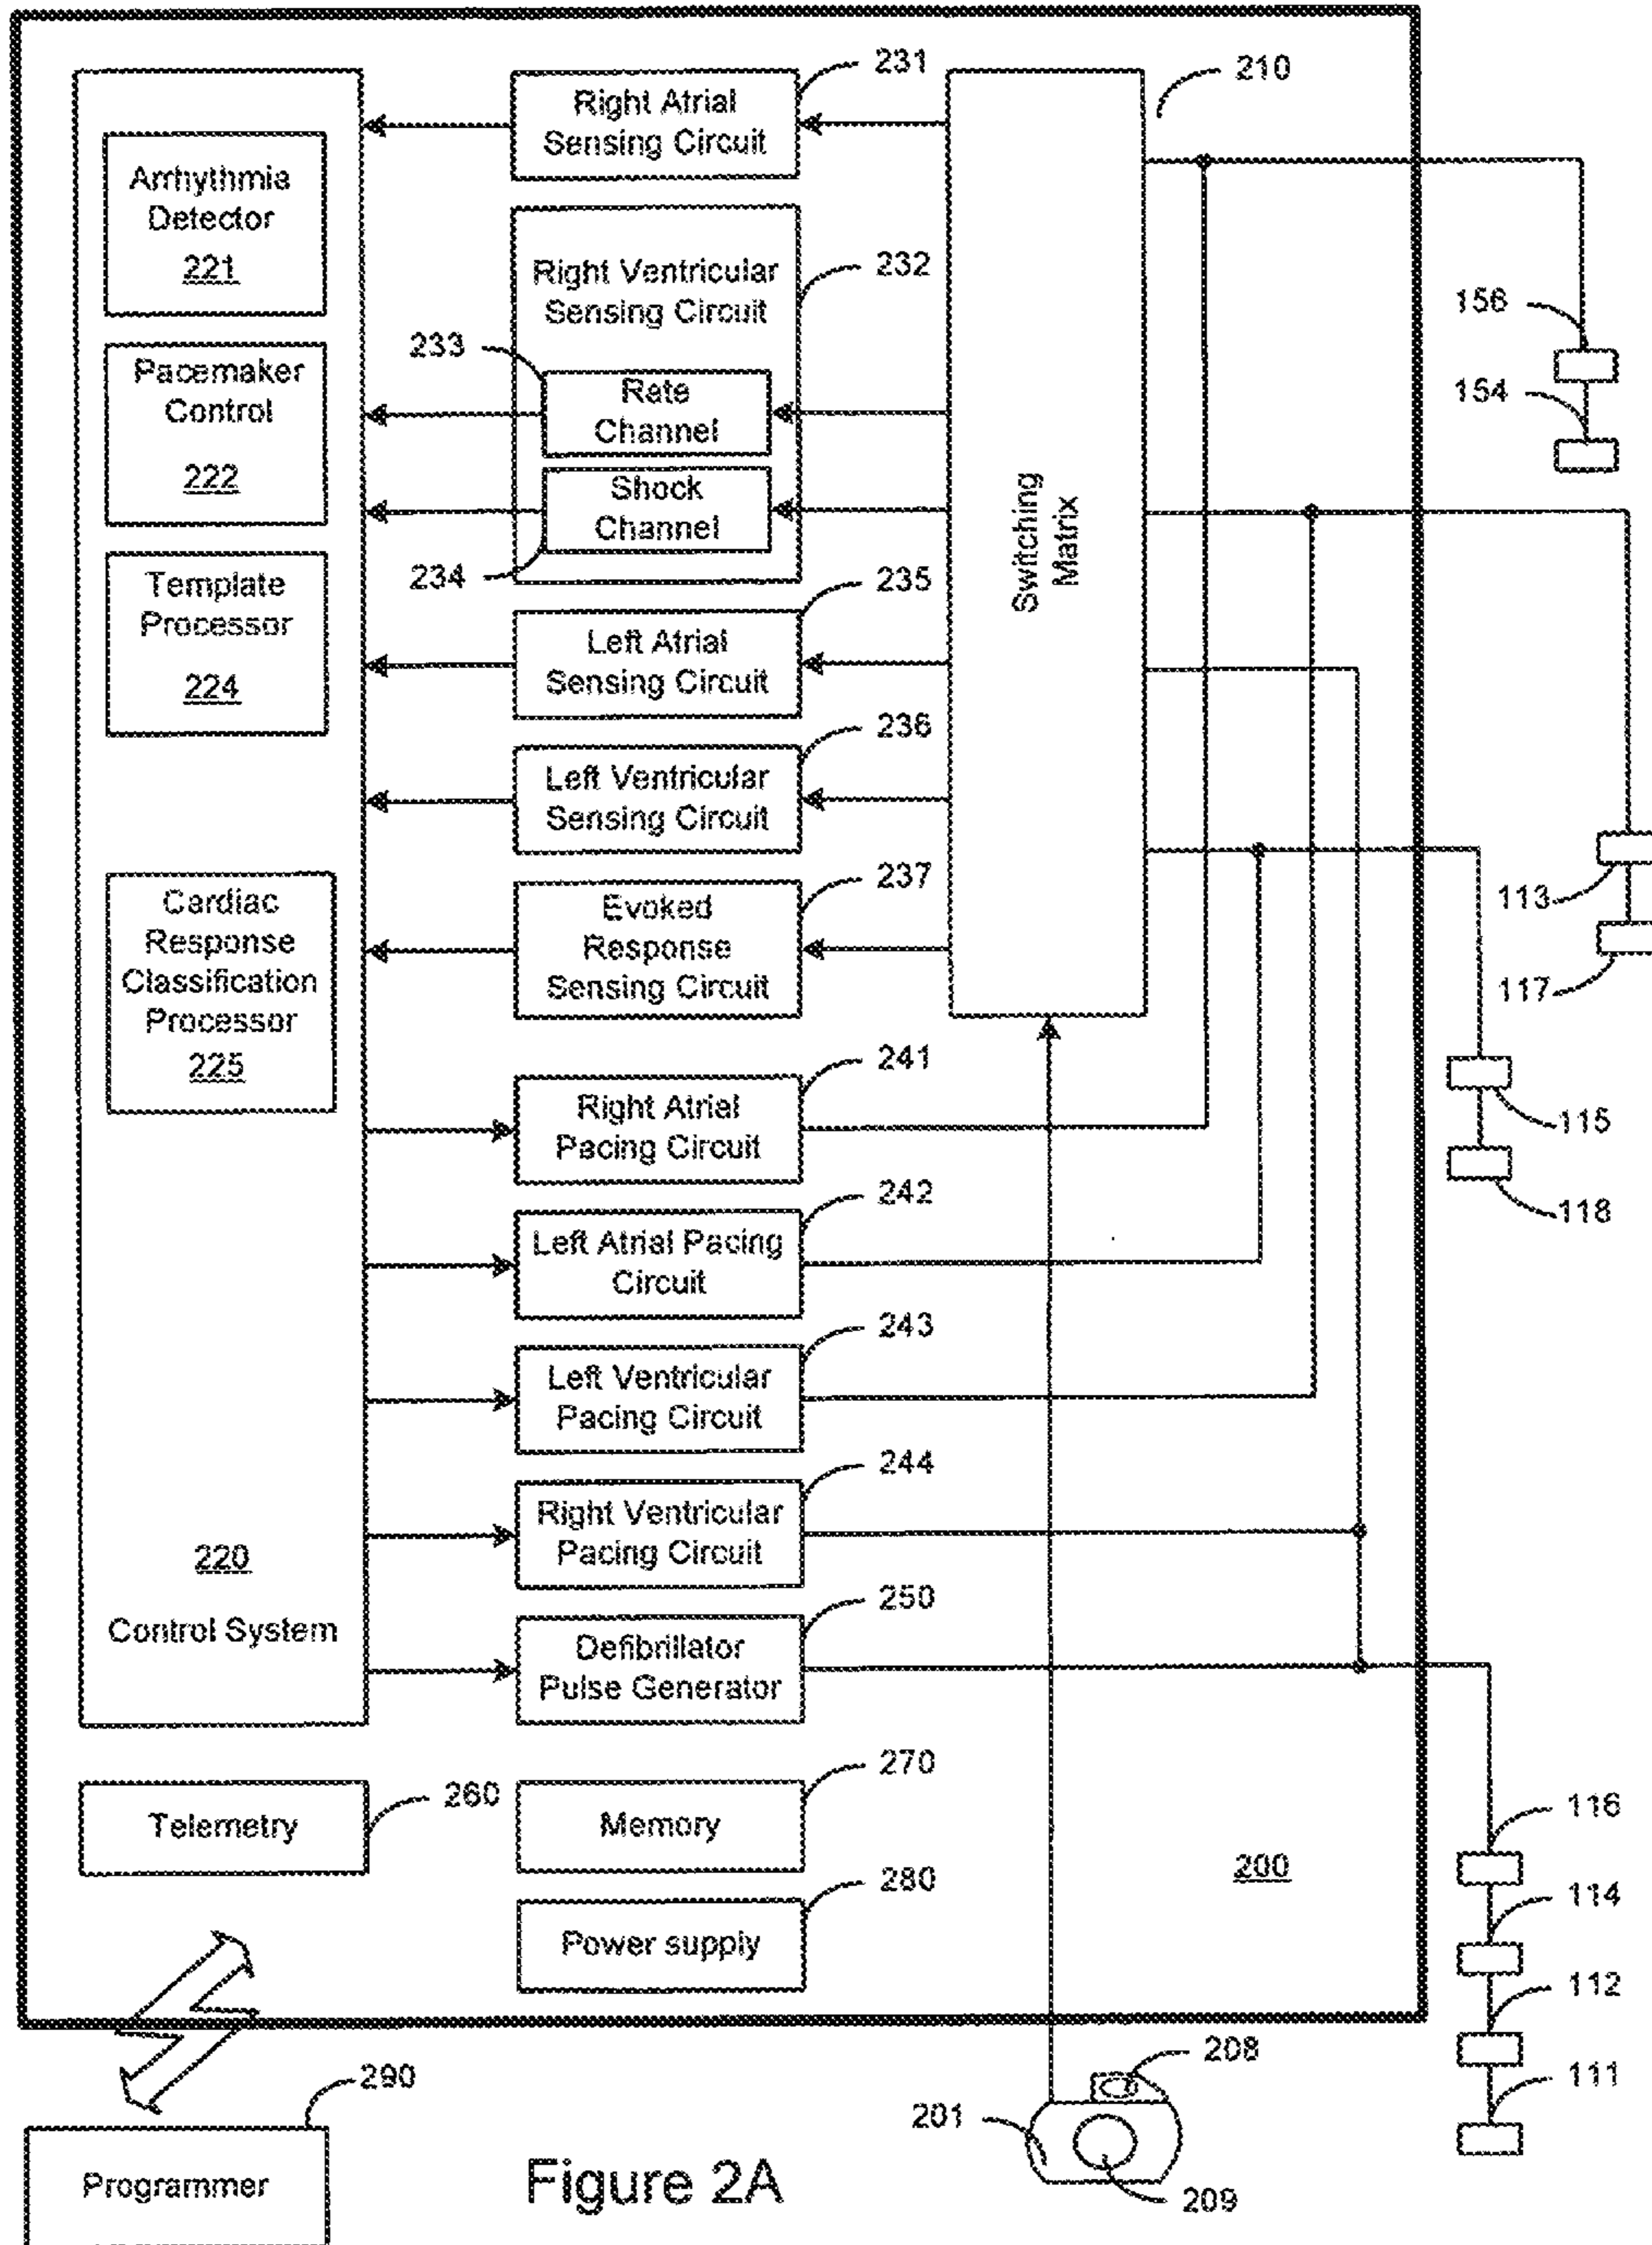 231
210
Right Atrial
Sensing Circuit
Arrhythmia
Detector
221
Right Ventricular
Sensing Circuit
232
233
Rate
Channel
Shock
Channel
234
Pacemaker
Control
222
Switching
Matrix
156
154
Template
Processor
224
235
Left Atrial
Sensing Circuit
236
Left Ventricular
Sensing Circuit
237
Evoked
Response
Sensing Circuit
Cardiac
Response
Classification
Processor
225
113
117
241
Right Atrial
Pacing Circuit
115
118
242
Left Atrial Pacing
Circuit
243
Left Ventricular
Pacing Circuit
244
Right Ventricular
Pacing Circuit
220
Control System
250
Defibrillator
Pulse Generator
270
Telemetry
260
Memory
200
280
Power supply
116
114
112
111
208
201
209
290
Programmer
Figure 2A